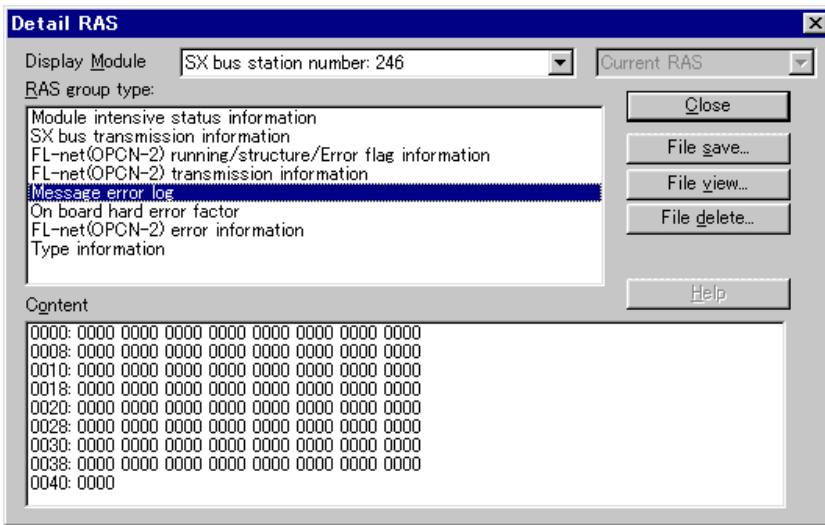 Detail RAS
Display Module SX bus station number: 246 Current RAS
RAS group type:
Close
Module intensive status information
SX bus transmission information
File save...
FL-net(OPCN-2) running/structure/Error flag information
FL-net(OPCN-2) transmission information
File view...
Message error log
On board hard error factor
File delete...
FL-net(OPCN-2) error information
Type information
Help
Content
0000: 0000 0000 0000 0000 0000 0000 0000 0000
0008: 0000 0000 0000 0000 0000 0000 0000 0000
0010: 0000 0000 0000 0000 0000 0000 0000 0000
0018: 0000 0000 0000 0000 0000 0000 0000 0000
0020: 0000 0000 0000 0000 0000 0000 0000 0000
0028: 0000 0000 0000 0000 0000 0000 0000 0000
0030: 0000 0000 0000 0000 0000 0000 0000 0000
0038: 0000 0000 0000 0000 0000 0000 0000 0000
0040: 0000